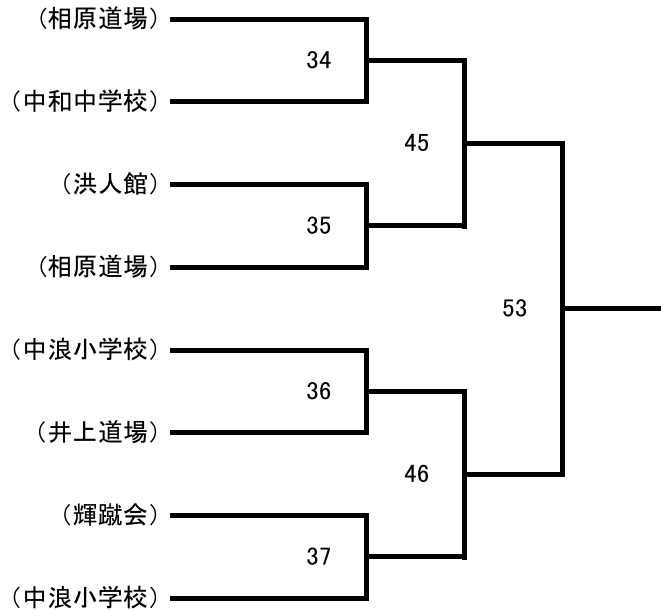 （相原道場）
34
（中和中学校）
45
（洪人館）
35
（相原道場）
53
（中浪小学校）
36
（井上道場）
46
（輝蹴会）
37
（中浪小学校）